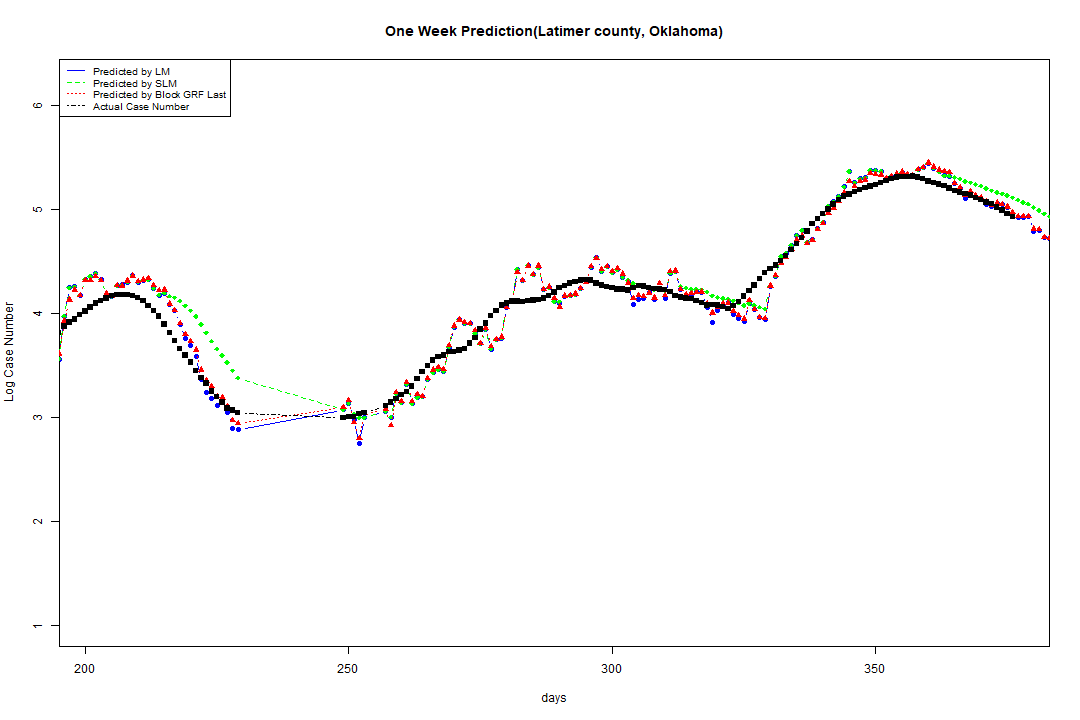 One Week Prediction(Latimer county, Oklahoma)
Predicted by LM
Predicted by SLM
Predicted by Block GRF Last
Actual Case Number
Log Case Number
6
5
4
3
2
1
200
250
300
350
days